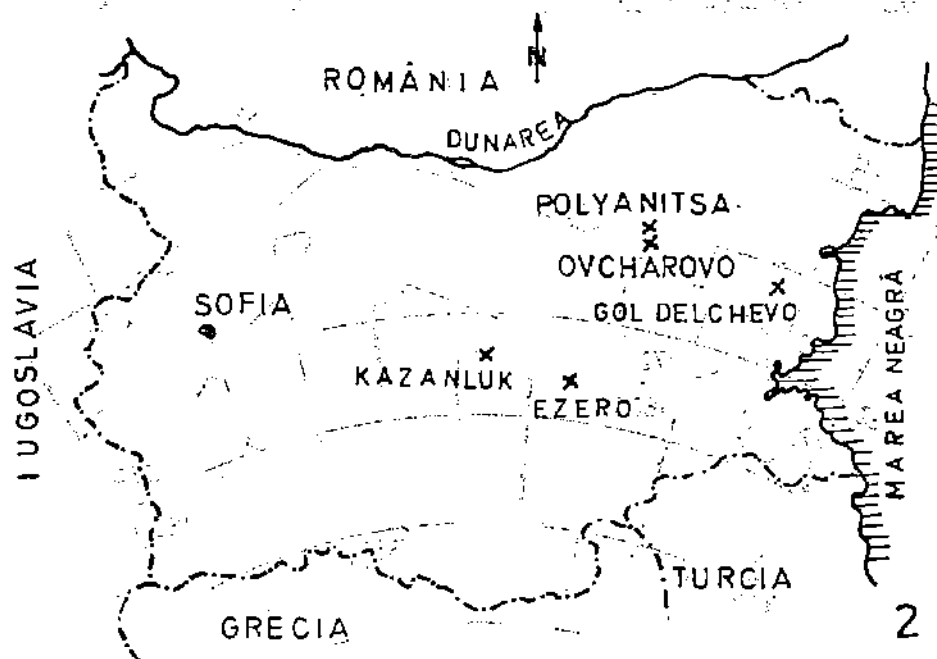 N
ROMÂNIA
DUNAREA
POLYANITSA
OVCHAROVO
GOL DELCHEVO
SOFIA
KAZANLUK
EZERO
IUGOSLAVIA
MAREA NEAGRĂ
TURCIA
GRECIA
2